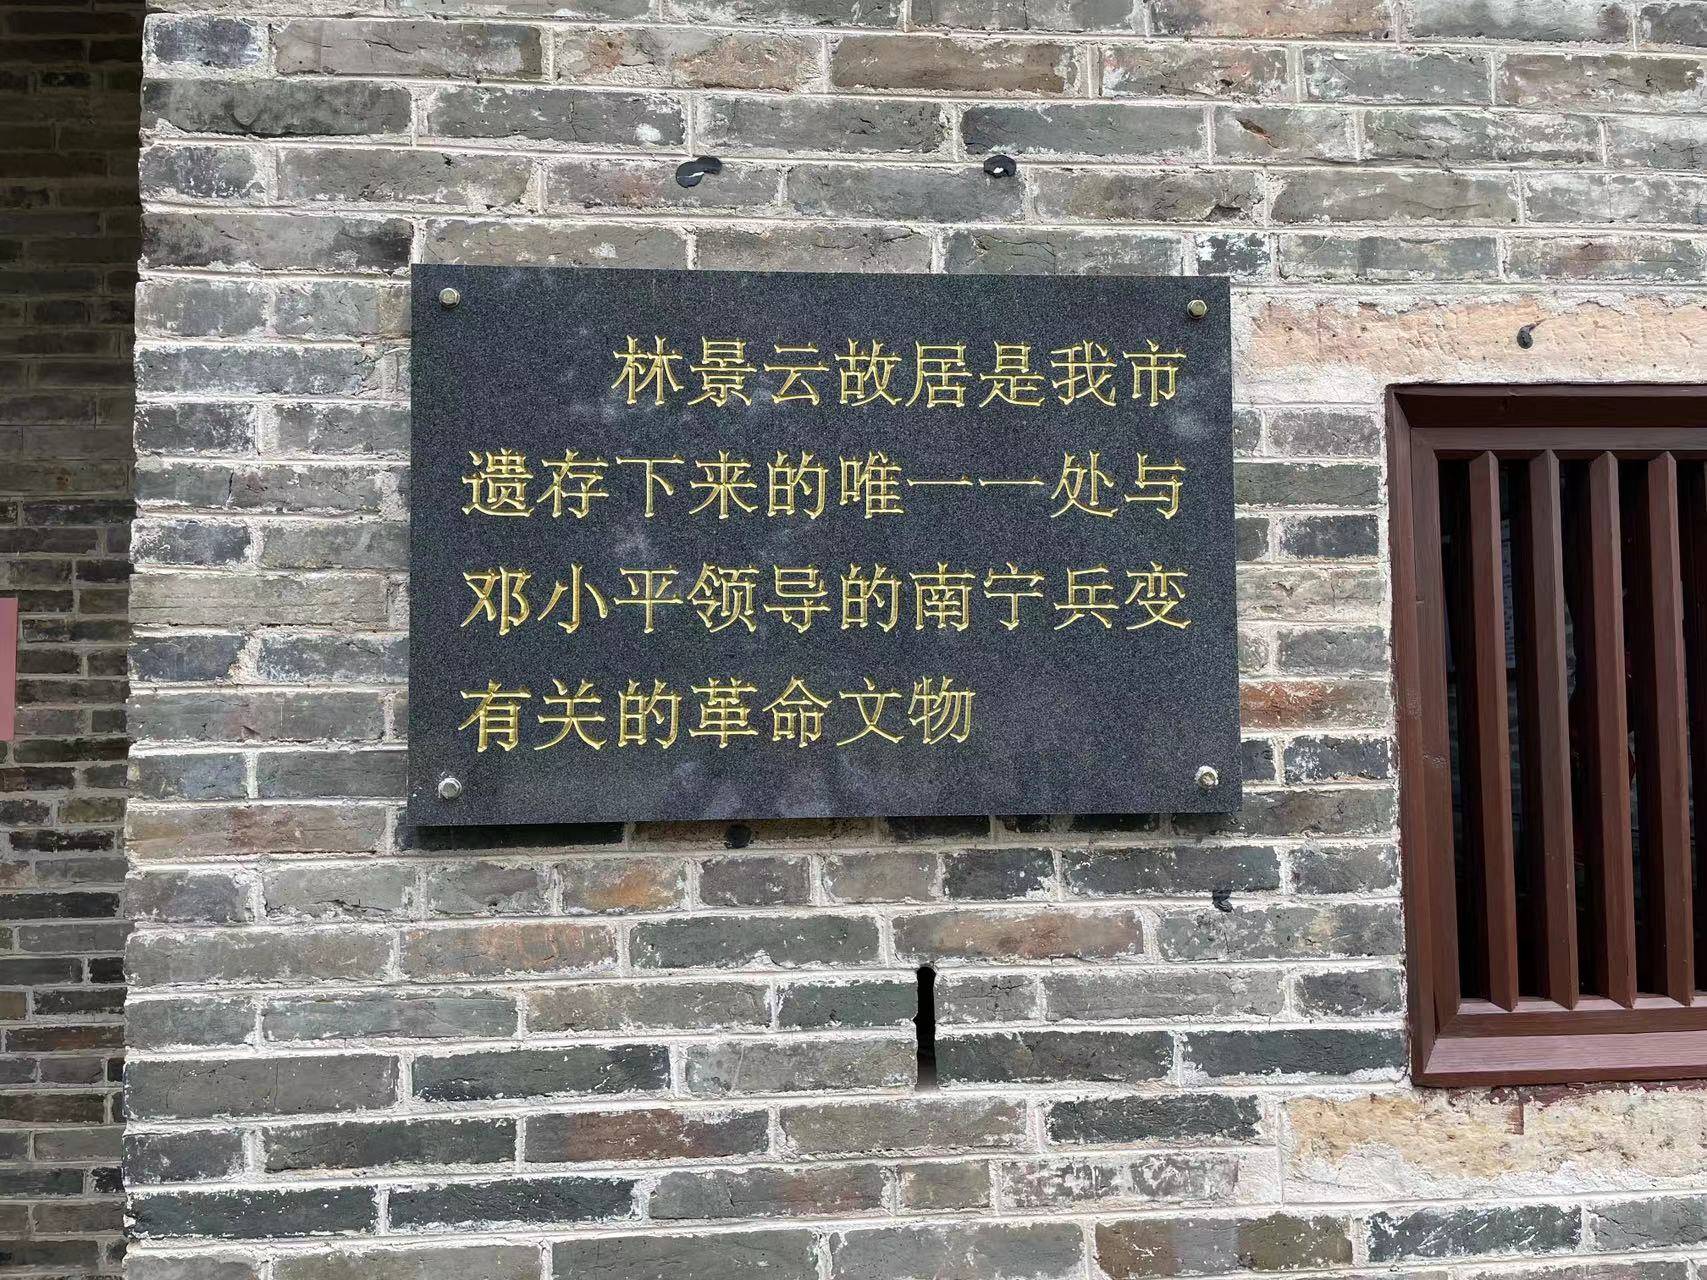 林景云故居是我市
遗存下来的唯一一处与
邓小平领导的南宁兵变
有关的革命文物